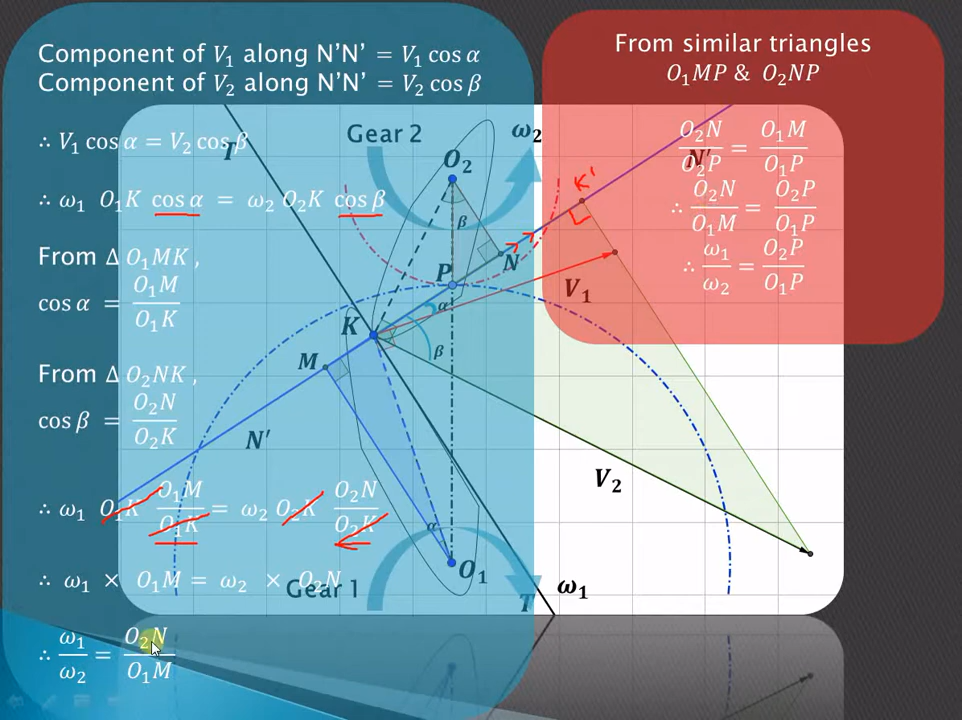 Component of V₁ along N'N' = V₁ cos α
Component of V₂ along N'N' = V₂ cos β
∴ V₁ cos α = V₂ cos β
∴ ω₁ O₁K cos α = ω₂ O₂K cos β
From Δ O₁MK ,
cos α = O₁M / O₁K
From Δ O₂NK ,
cos β = O₂N / O₂K
∴ ω₁ O₁K O₁M / O₁K = ω₂ O₂K O₂N / O₂K
∴ ω₁ × O₁M = ω₂ × O₂N
∴ ω₁ / ω₂ = O₂N / O₁M
From similar triangles
O₁MP & O₂NP
O₂N / O₂P = O₁M / O₁P
∴ O₂N / O₁M = O₂P / O₁P
∴ ω₁ / ω₂ = O₂P / O₁P
Gear 2
ω₂
T
O₂
N'
K'
β
N
P
V₁
α
K
β
M
N'
V₂
α
O₁
Gear 1
ω₁
T